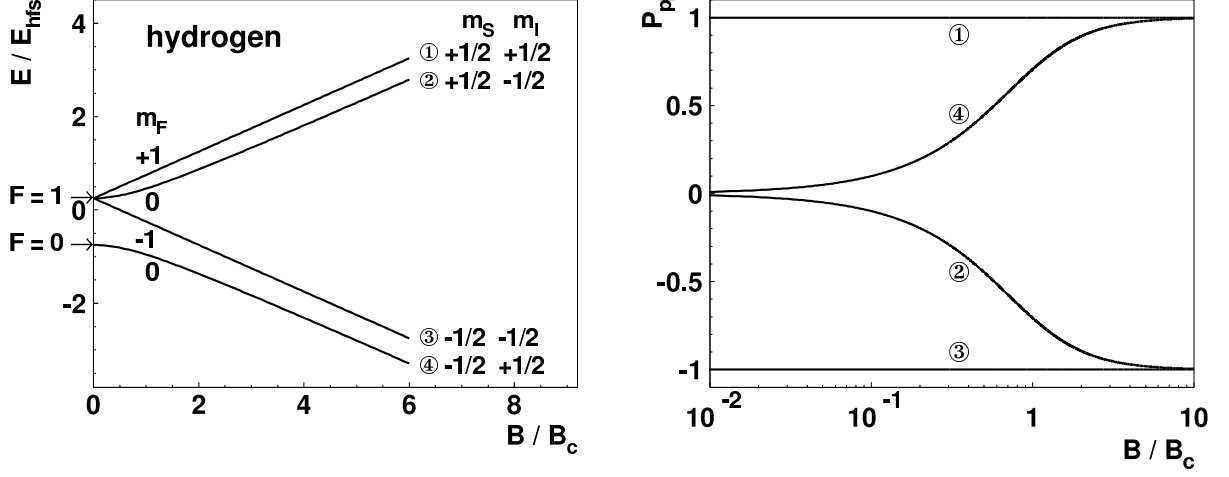 E / E_hfs
4
2
0
-2
hydrogen
m_S m_I
① +1/2 +1/2
② +1/2 -1/2
m_F
+1
0
-1
0
F = 1
F = 0
③ -1/2 -1/2
④ -1/2 +1/2
0 2 4 6 8
B / B_c
P_p
1
0.5
0
-0.5
-1
①
④
②
③
10^-2 10^-1 1 10
B / B_c